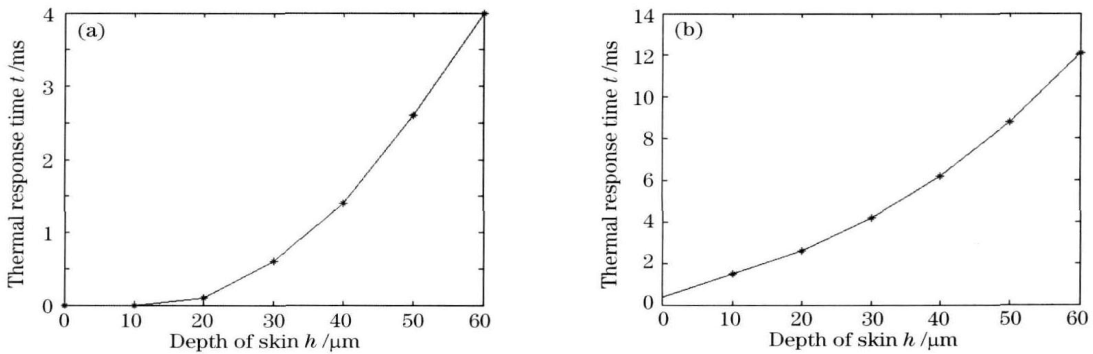 (a)
Thermal response time t /ms
4
3
2
1
0
0 10 20 30 40 50 60
Depth of skin h /μm
(b)
Thermal response time t /ms
14
12
10
8
6
4
2
0
0 10 20 30 40 50 60
Depth of skin h /μm